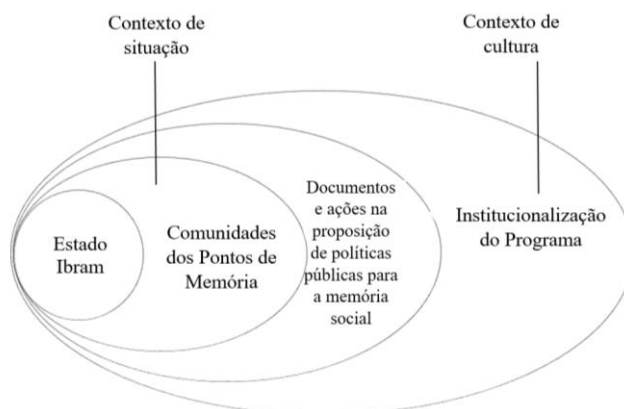 Contexto de
situação
Contexto de
cultura
Estado
Ibram
Comunidades
dos Pontos de
Memória
Documentos
e ações na
proposição
de políticas
públicas para
a memória
social
Institucionalização
do Programa